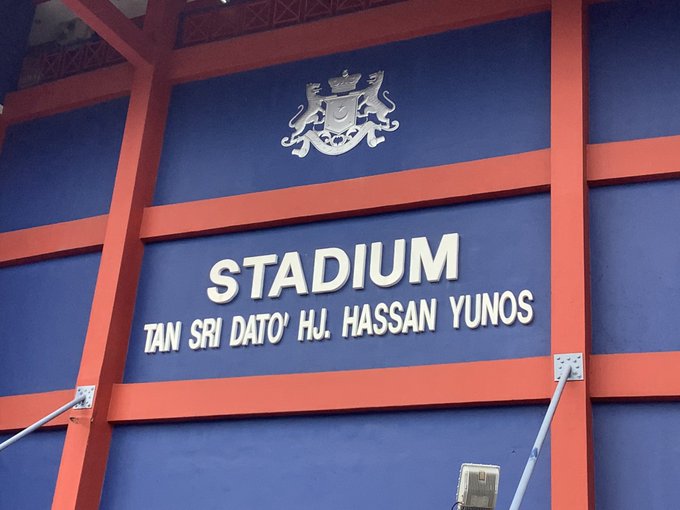 STADIUM
TAN SRI DATO' HJ. HASSAN YUNOS